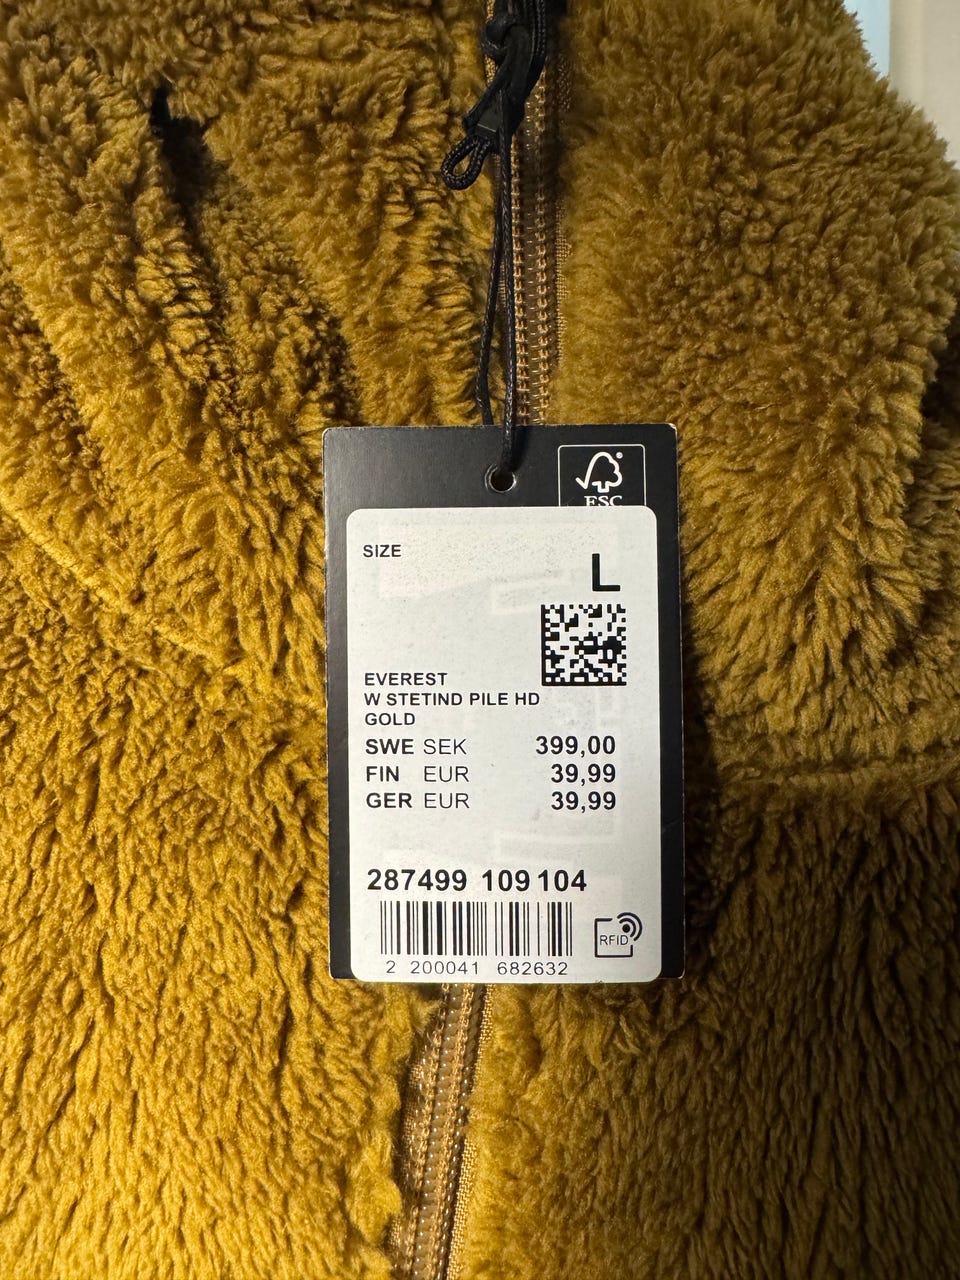 FSC
SIZE
L
EVEREST
W STETIND PILE HD
GOLD
SWE SEK 399,00
FIN EUR 39,99
GER EUR 39,99
287499 109 104
RFID
2 200041 682632